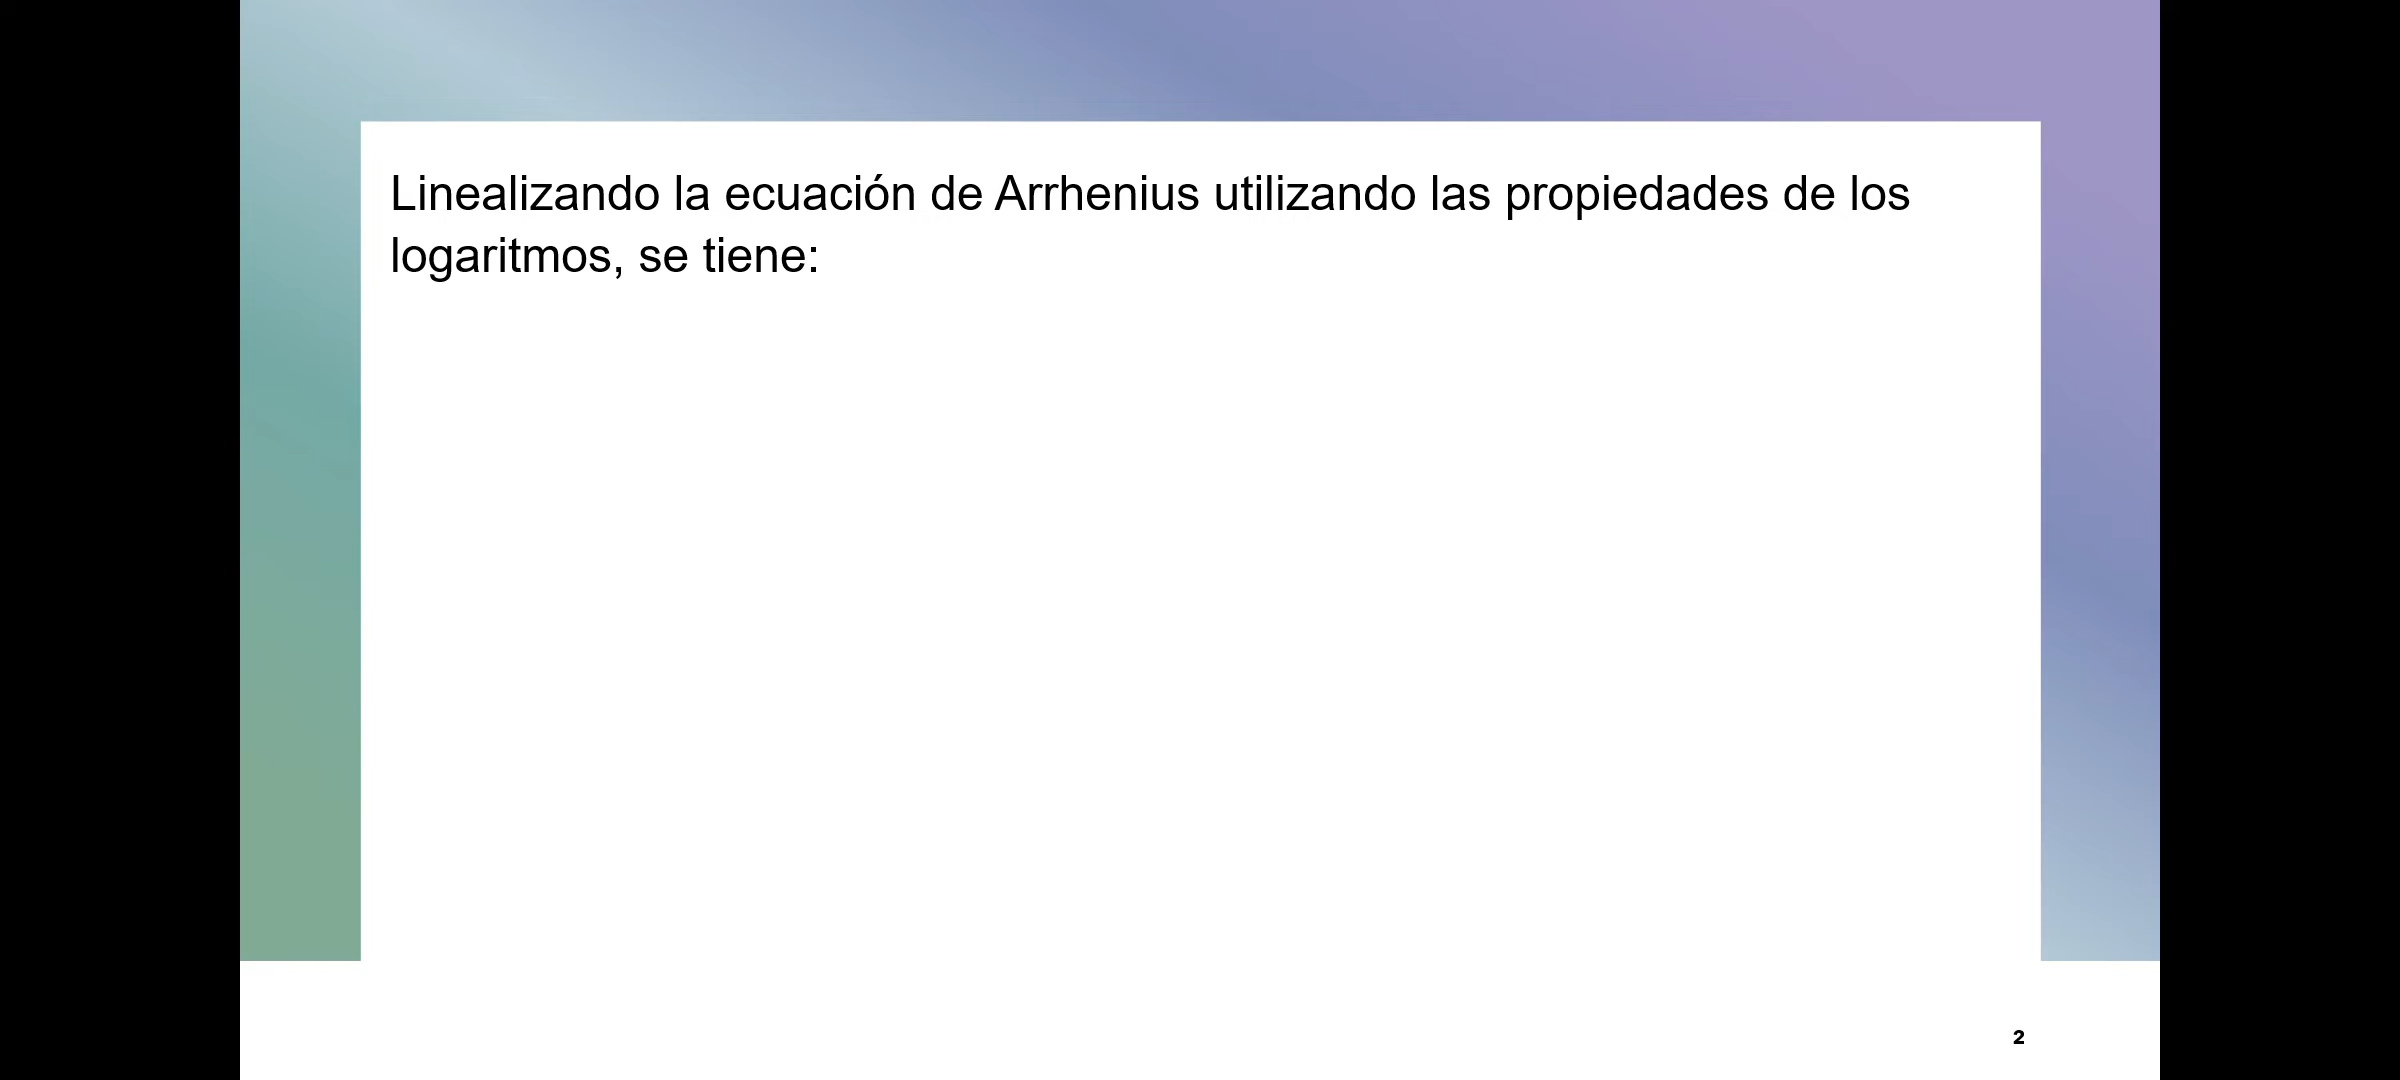 Linealizando la ecuación de Arrhenius utilizando las propiedades de los
logaritmos, se tiene:
2